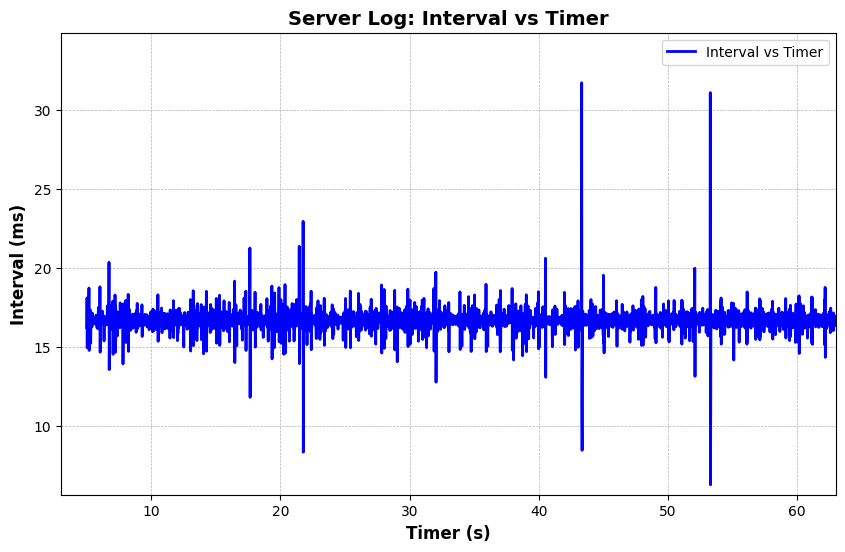 Server Log: Interval vs Timer
Interval vs Timer
Interval (ms)
30
25
20
15
10
10 20 30 40 50 60
Timer (s)